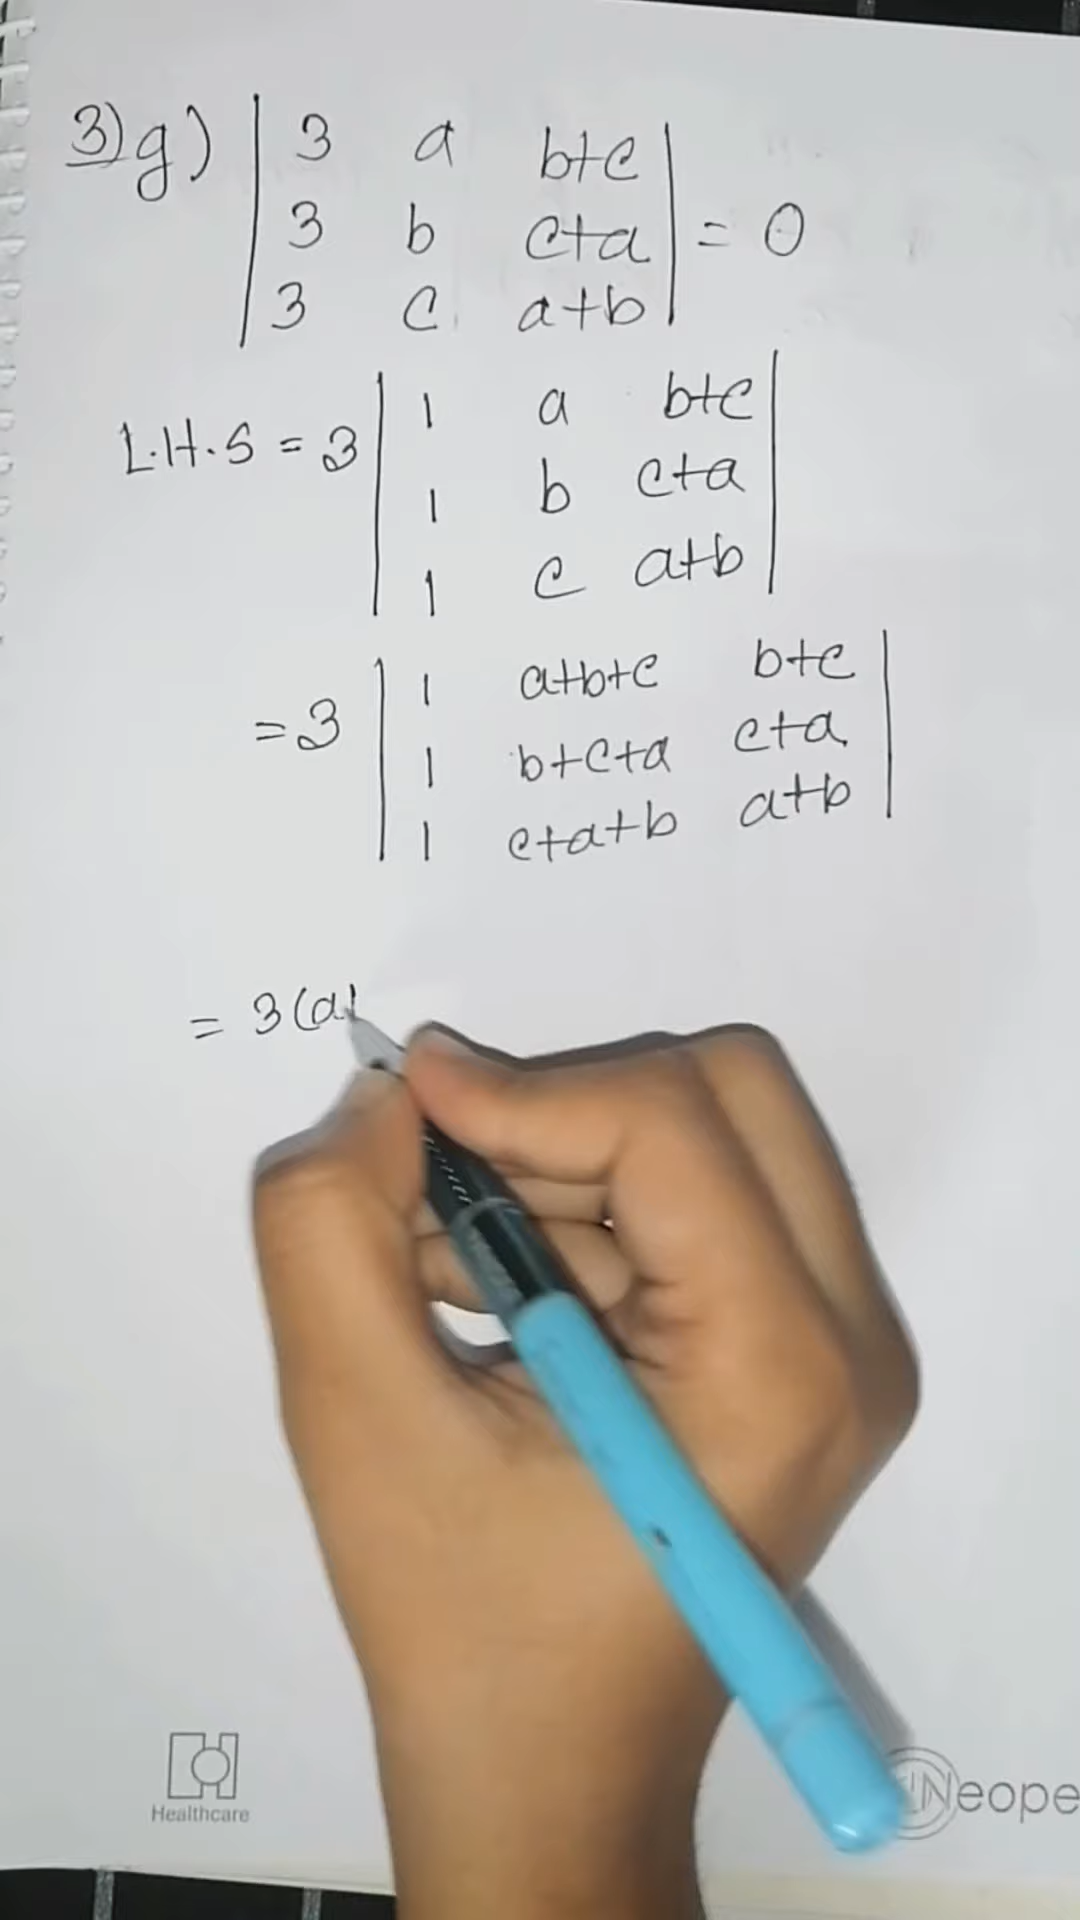 3)g) | 3 a b+c |
| 3 b c+a | = 0
| 3 c a+b |
L.H.S = 3 | 1 a b+c |
| 1 b c+a |
| 1 c a+b |
= 3 | 1 a+b+c b+c |
| 1 b+c+a c+a |
| 1 c+a+b a+b |
= 3(a
Healthcare
Neope